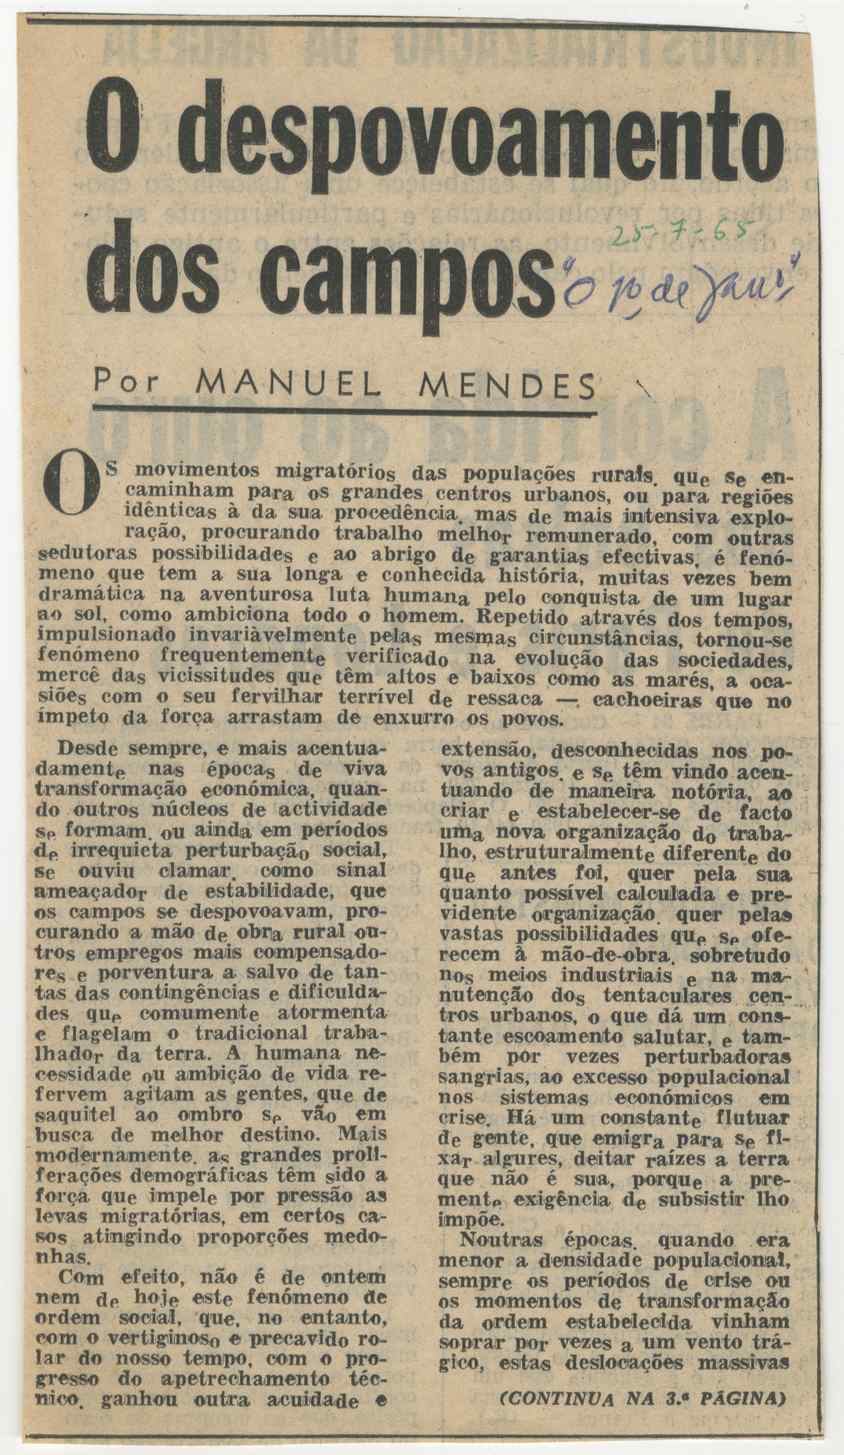 O despovoamento
dos campos
25-7-65
"O 1º de Jan."
Por MANUEL MENDES
OS movimentos migratórios das populações rurais, que se en-
caminham para os grandes centros urbanos, ou para regiões
idênticas à da sua procedência, mas de mais intensiva explo-
ração, procurando trabalho melhor remunerado, com outras
sedutoras possibilidades e ao abrigo de garantias efectivas, é fenó-
meno que tem a sua longa e conhecida história, muitas vezes bem
dramática na aventurosa luta humana pelo conquista de um lugar
ao sol, como ambiciona todo o homem. Repetido através dos tempos,
impulsionado invariàvelmente pelas mesmas circunstâncias, tornou-se
fenómeno frequentemente verificado na evolução das sociedades,
mercê das vicissitudes que têm altos e baixos como as marés, a oca-
siões com o seu fervilhar terrível de ressaca — cachoeiras que no
ímpeto da força arrastam de enxurro os povos.
Desde sempre, e mais acentua-
damente nas épocas de viva
transformação económica, quan-
do outros núcleos de actividade
se formam, ou ainda em períodos
de irrequieta perturbação social,
se ouviu clamar, como sinal
ameaçador de estabilidade, que
os campos se despovoavam, pro-
curando a mão de obra rural ou-
tros empregos mais compensado-
res e porventura a salvo de tan-
tas das contingências e dificulda-
des que comumente atormenta
e flagelam o tradicional traba-
lhador da terra. A humana ne-
cessidade ou ambição de vida re-
fervem agitam as gentes, que de
saquitel ao ombro se vão em
busca de melhor destino. Mais
modernamente, as grandes proli-
ferações demográficas têm sido a
força que impele por pressão as
levas migratórias, em certos ca-
sos atingindo proporções medo-
nhas.
Com efeito, não é de ontem
nem de hoje este fenómeno de
ordem social, que, no entanto,
com o vertiginoso e precavido ro-
lar do nosso tempo, com o pro-
gresso do apetrechamento téc-
nico, ganhou outra acuidade e
extensão, desconhecidas nos po-
vos antigos, e se têm vindo acen-
tuando de maneira notória, ao
criar e estabelecer-se de facto
uma nova organização do traba-
lho, estruturalmente diferente do
que antes foi, quer pela sua
quanto possível calculada e pre-
vidente organização, quer pelas
vastas possibilidades que se ofe-
recem à mão-de-obra, sobretudo
nos meios industriais e na ma-
nutenção dos tentaculares cen-
tros urbanos, o que dá um cons-
tante escoamento salutar, e tam-
bém por vezes perturbadoras
sangrias, ao excesso populacional
nos sistemas económicos em
crise. Há um constante flutuar
de gente, que emigra para se fi-
xar algures, deitar raízes a terra
que não é sua, porque a pre-
mente exigência de subsistir lho
impõe.
Noutras épocas, quando era
menor a densidade populacional,
sempre os períodos de crise ou
os momentos de transformação
da ordem estabelecida vinham
soprar por vezes a um vento trá-
gico, estas deslocações massivas
(CONTINUA NA 3.ª PÁGINA)